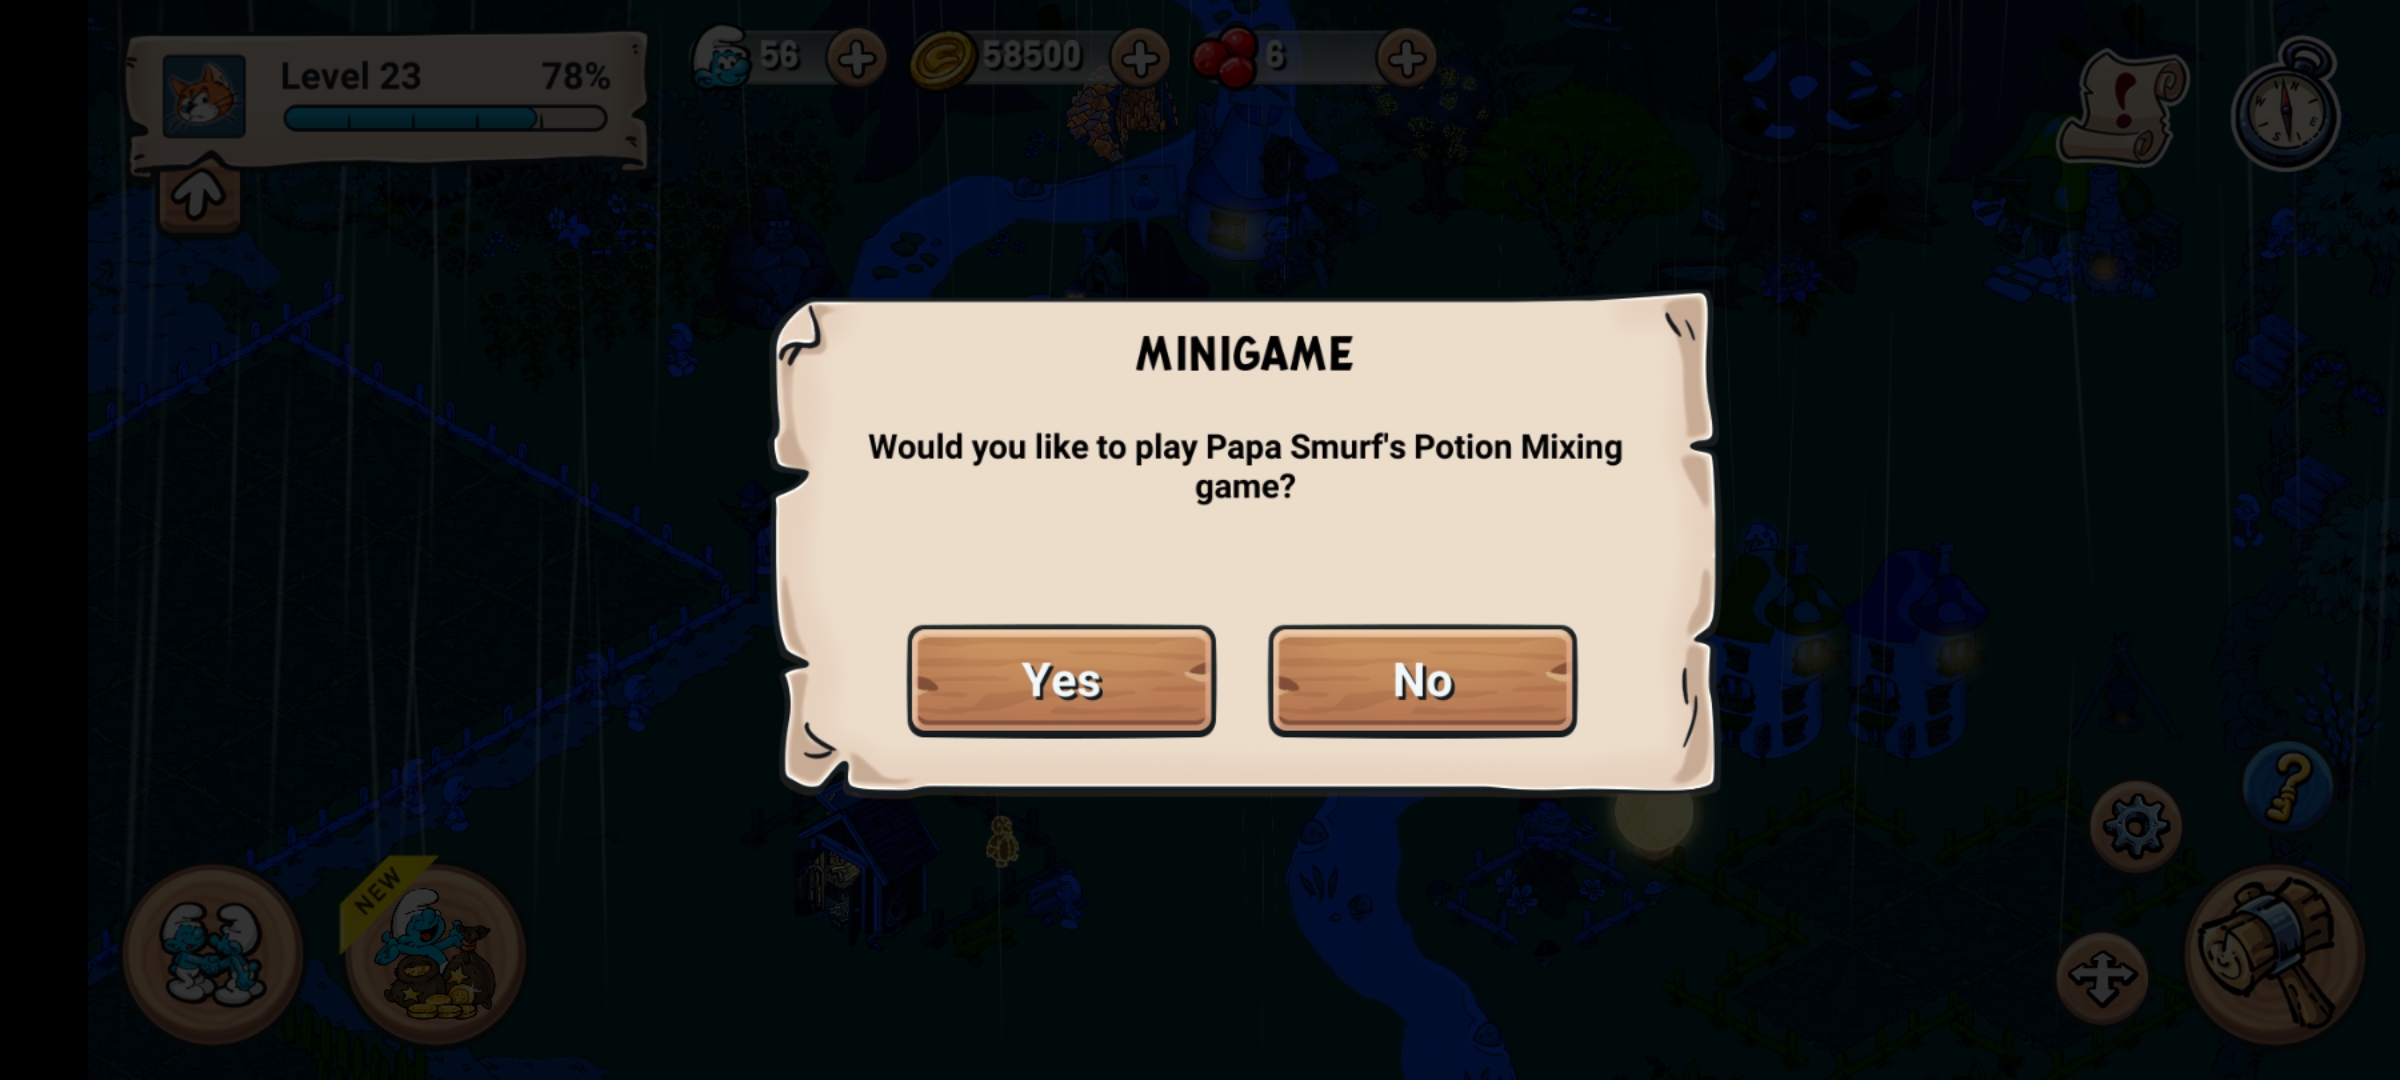 Level 23
78%
56
58500
6
MINIGAME
Would you like to play Papa Smurf's Potion Mixing
game?
Yes
No
NEW